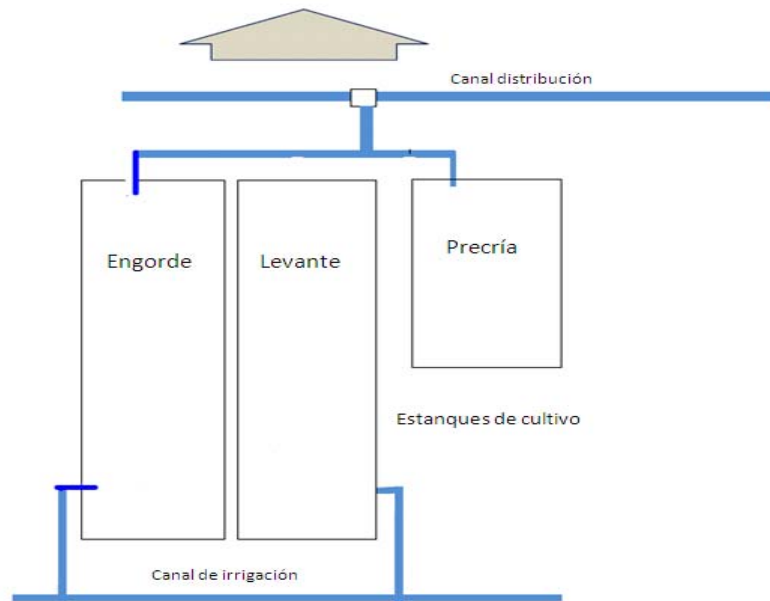 Canal distribución
Engorde
Levante
Precría
Estanques de cultivo
Canal de irrigación